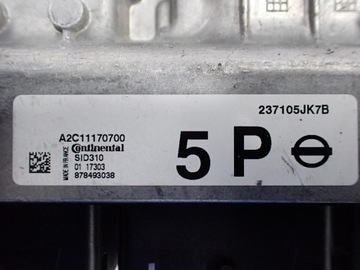 237105JK7B
A2C11170700
Continental
SID310
01 17303
878493038
MADE IN FRANCE
5 P